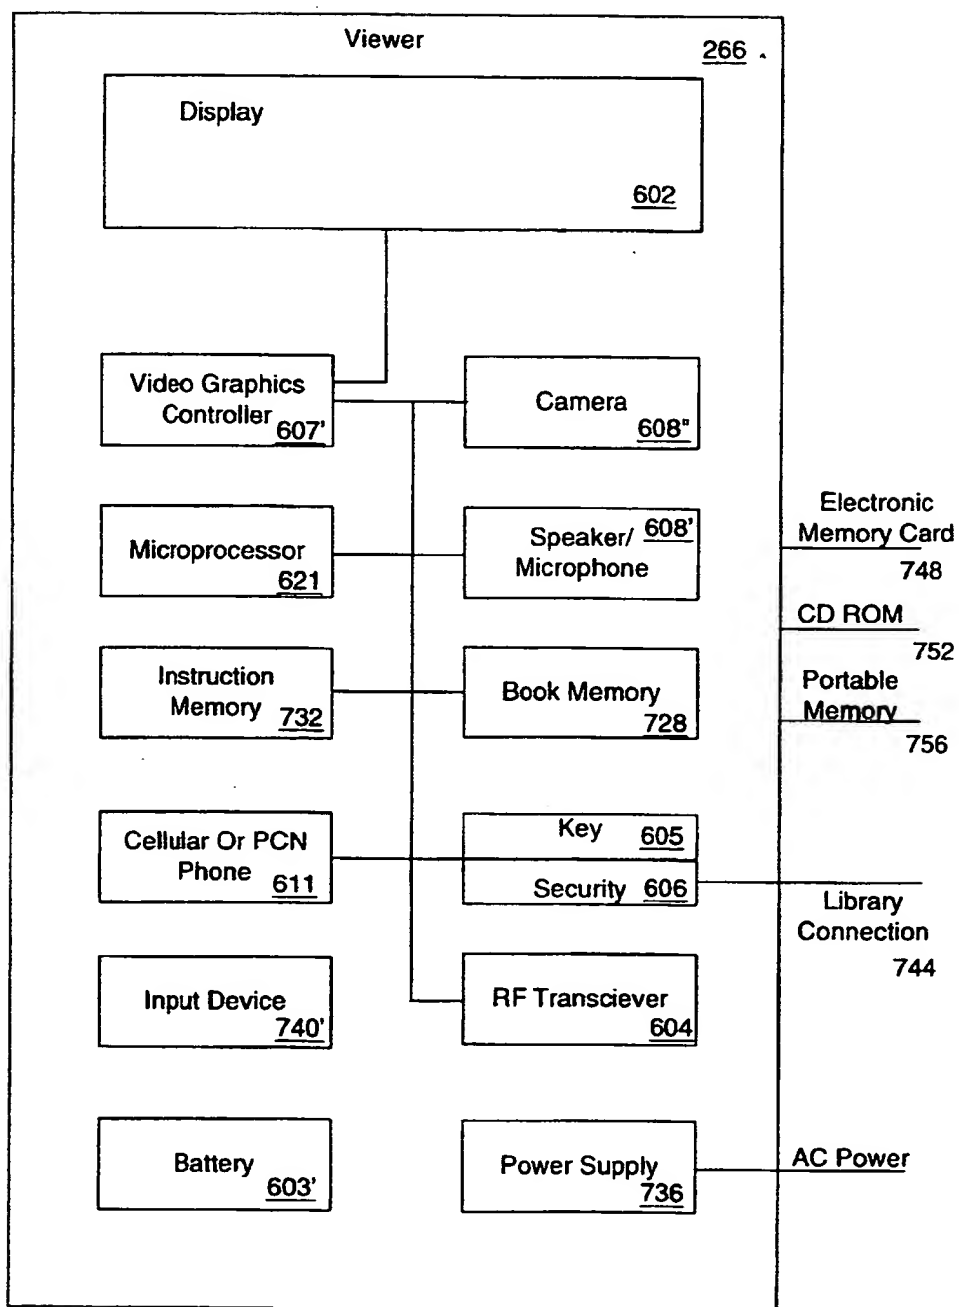 Viewer
266
Display
602
Video Graphics
Controller
607'
Camera
608"
Microprocessor
621
Speaker/
Microphone
608'
Instruction
Memory
732
Book Memory
728
Cellular Or PCN
Phone
611
Key
605
Security
606
Input Device
740'
RF Transciever
604
Battery
603'
Power Supply
736
Electronic
Memory Card
748
CD ROM
752
Portable
Memory
756
Library
Connection
744
AC Power